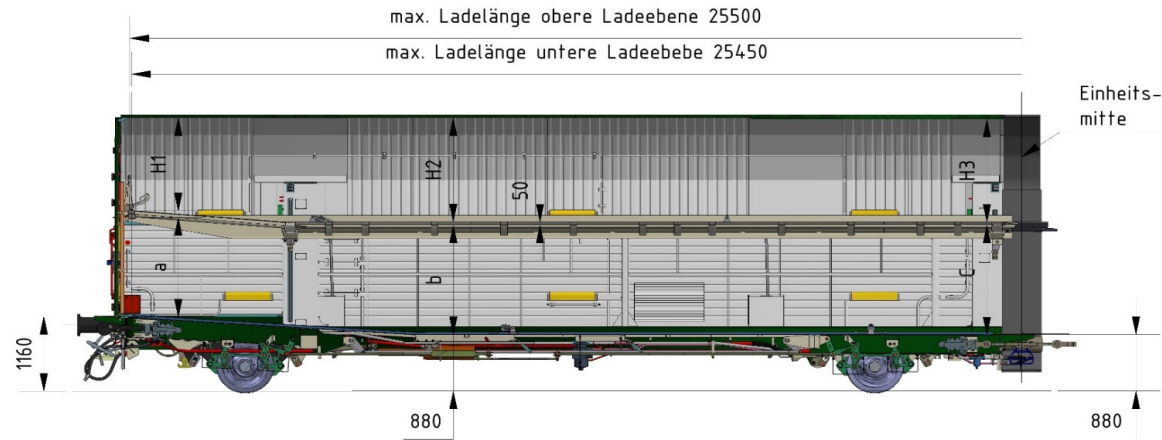 max. Ladelänge obere Ladeebene 25500
max. Ladelänge untere Ladeebebe 25450
Einheits-
mitte
H1
H2
50
H3
a
b
C
1160
880
880